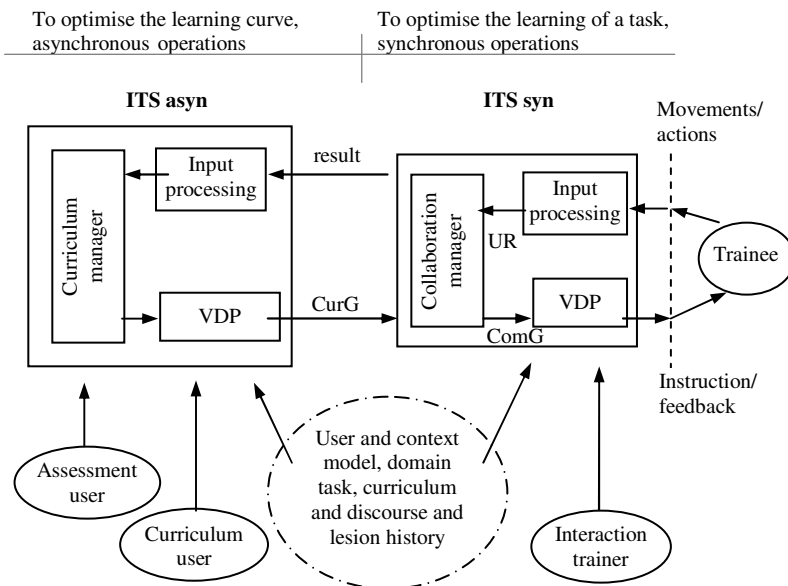 To optimise the learning curve,
asynchronous operations
To optimise the learning of a task,
synchronous operations
ITS asyn
ITS syn
Movements/
actions
Curriculum
manager
Input
processing
result
Collaboration
manager
Input
processing
UR
Trainee
VDP
CurG
VDP
ComG
Instruction/
feedback
User and context
model, domain
task, curriculum
and discourse and
lesion history
Assessment
user
Curriculum
user
Interaction
trainer